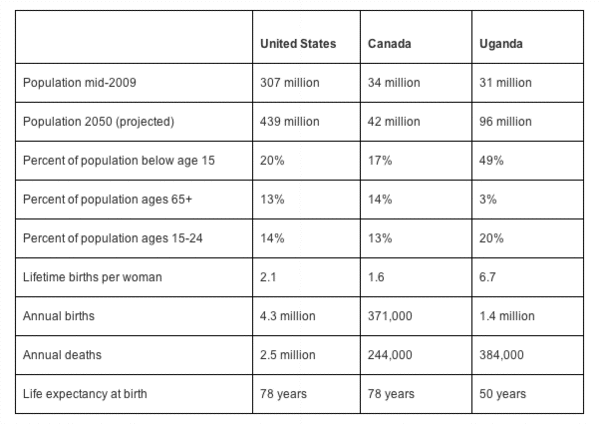 United States Canada Uganda
Population mid-2009 307 million 34 million 31 million
Population 2050 (projected) 439 million 42 million 96 million
Percent of population below age 15 20% 17% 49%
Percent of population ages 65+ 13% 14% 3%
Percent of population ages 15-24 14% 13% 20%
Lifetime births per woman 2.1 1.6 6.7
Annual births 4.3 million 371,000 1.4 million
Annual deaths 2.5 million 244,000 384,000
Life expectancy at birth 78 years 78 years 50 years